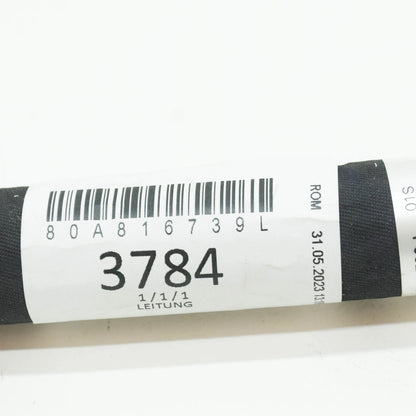 80A816739L
3784
1/1/1
LEITUNG
ROM 31.05.2023